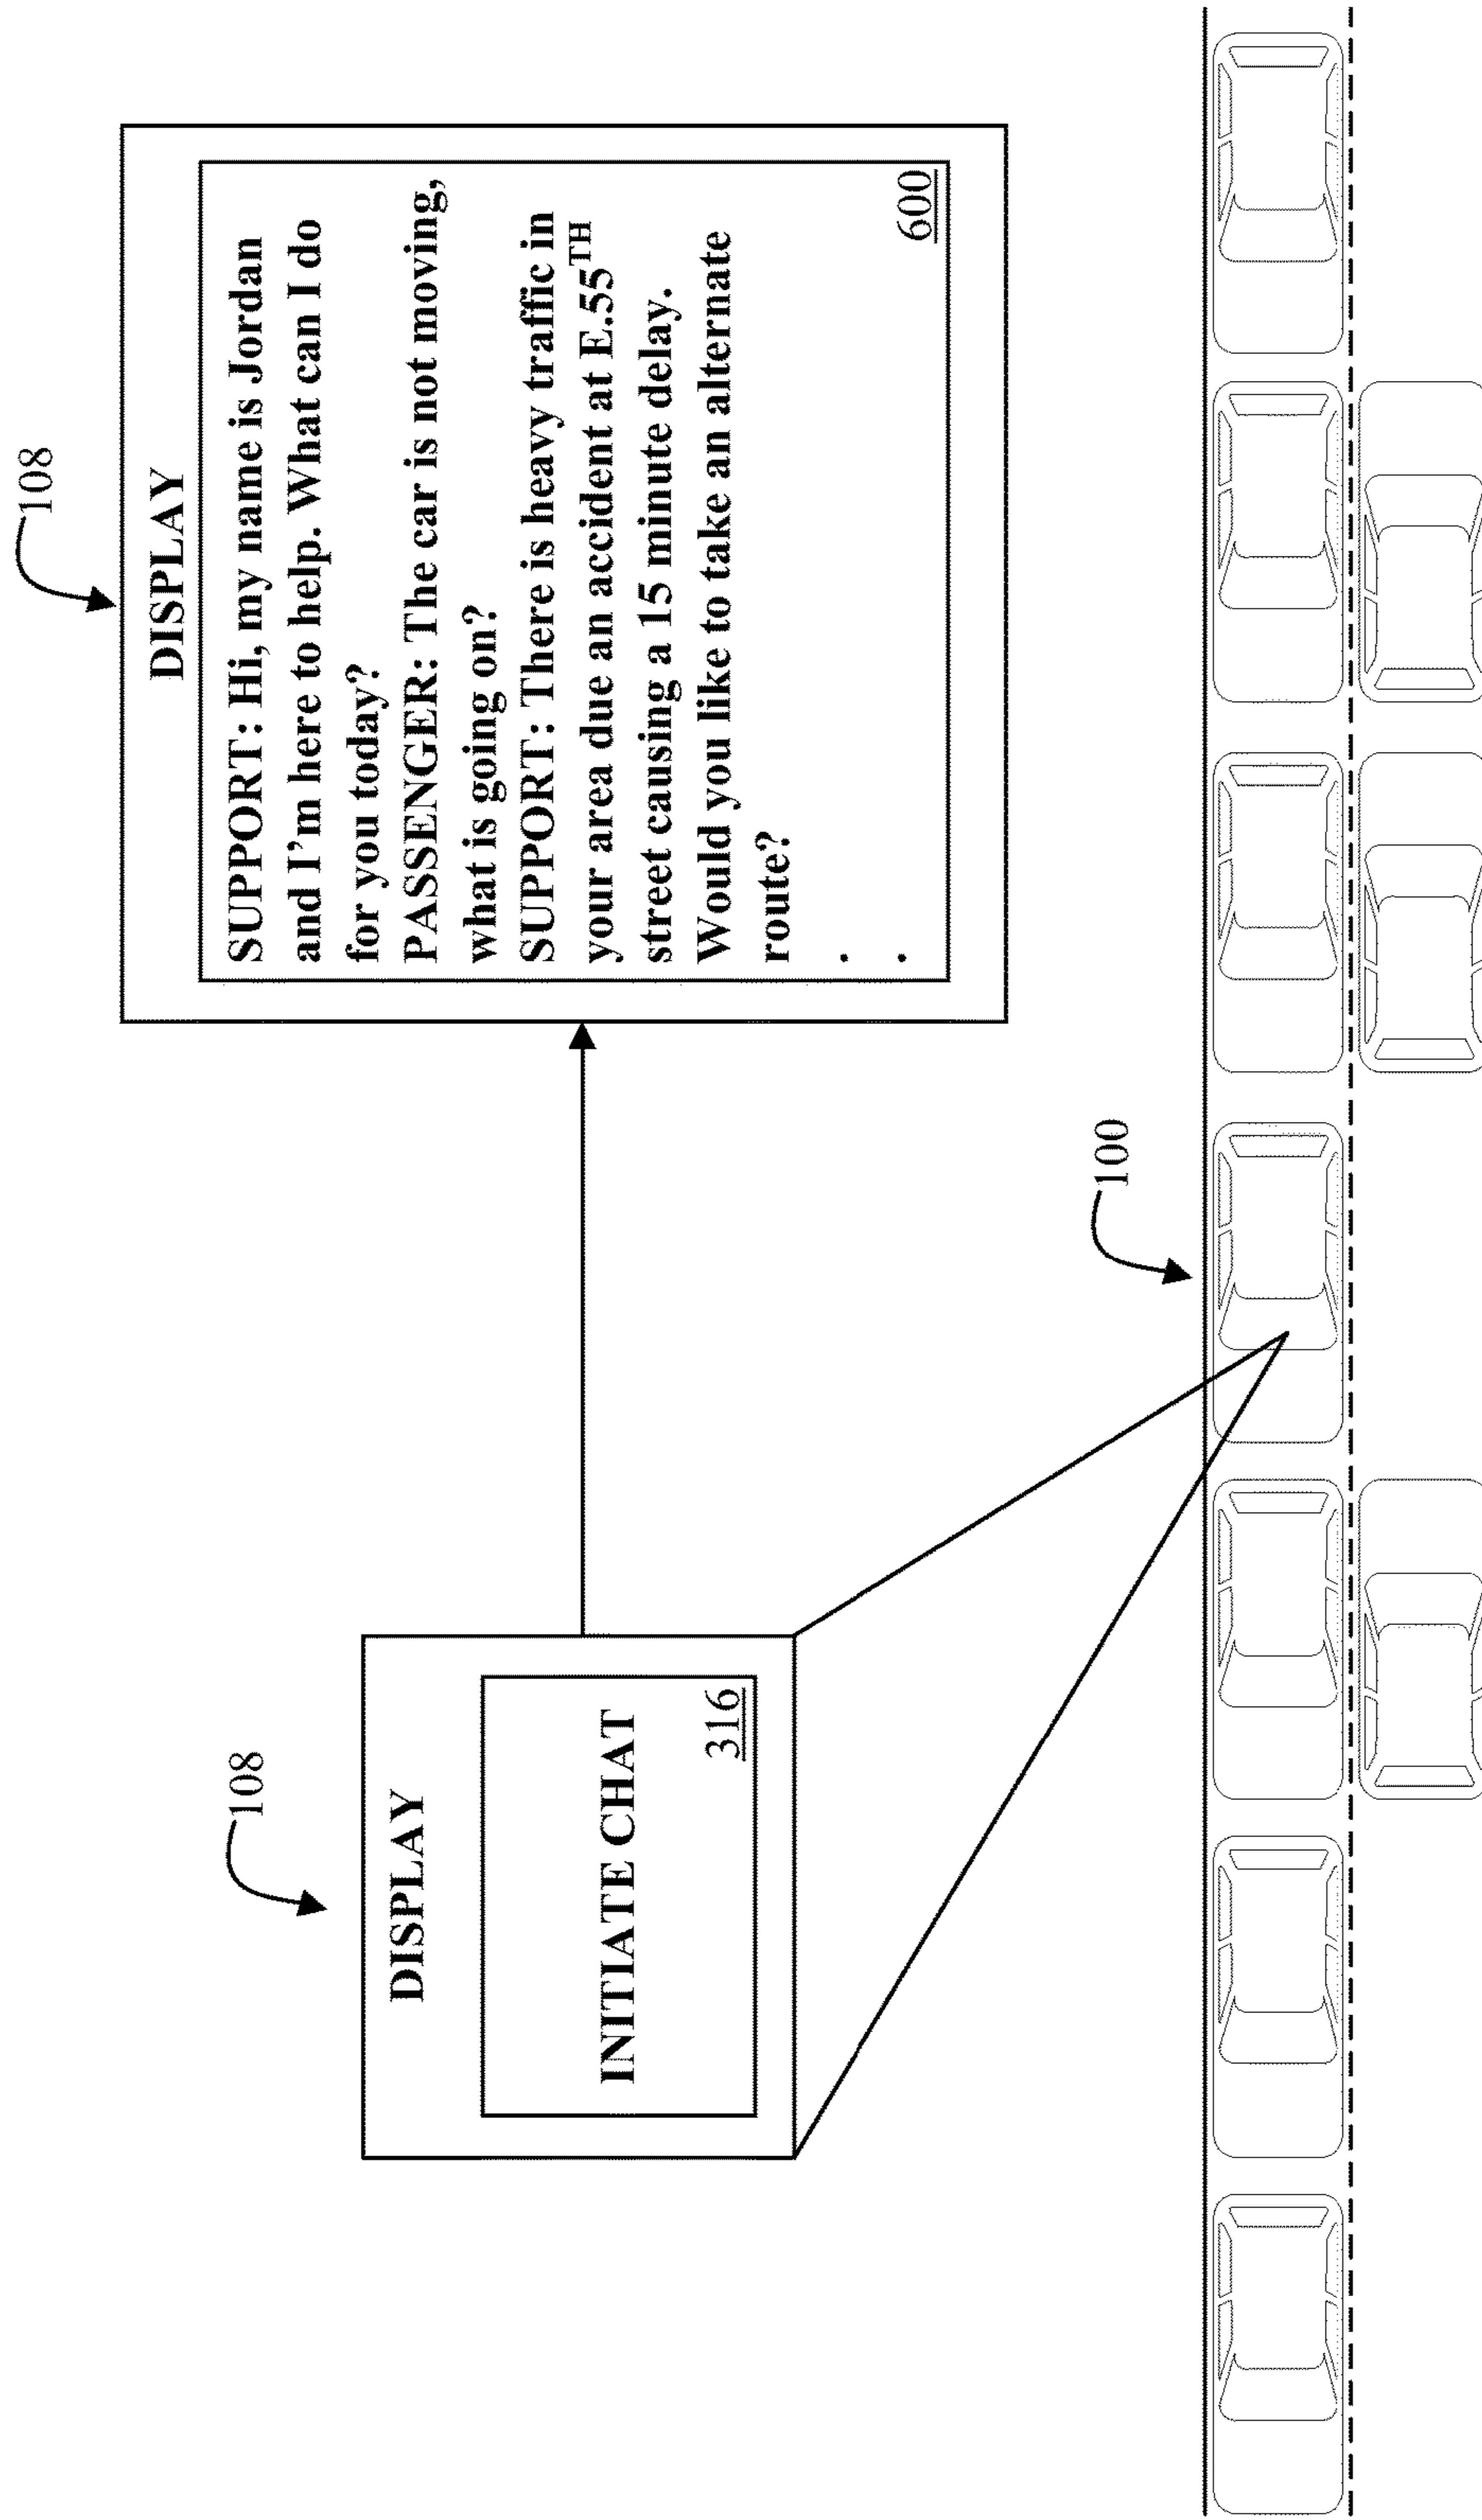 108
DISPLAY
SUPPORT: Hi, my name is Jordan
and I'm here to help. What can I do
for you today?
PASSENGER: The car is not moving,
what is going on?
SUPPORT: There is heavy traffic in
your area due an accident at E.55TH
street causing a 15 minute delay.
Would you like to take an alternate
route?
.
.
600
108
DISPLAY
INITIATE CHAT
316
100